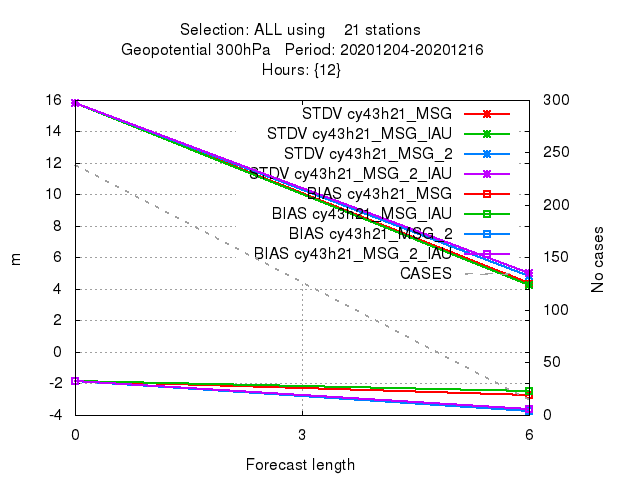 Selection: ALL using 21 stations
Geopotential 300hPa Period: 20201204-20201216
Hours: {12}
16
14
12
10
8
6
4
2
0
-2
-4
m
STDV cy43h21_MSG
STDV cy43h21_MSG_IAU
STDV cy43h21_MSG_2
STDV cy43h21_MSG_2_IAU
BIAS cy43h21_MSG
BIAS cy43h21_MSG_IAU
BIAS cy43h21_MSG_2
BIAS cy43h21_MSG_2_IAU
CASES
300
250
200
150
100
50
0
No cases
0 3 6
Forecast length